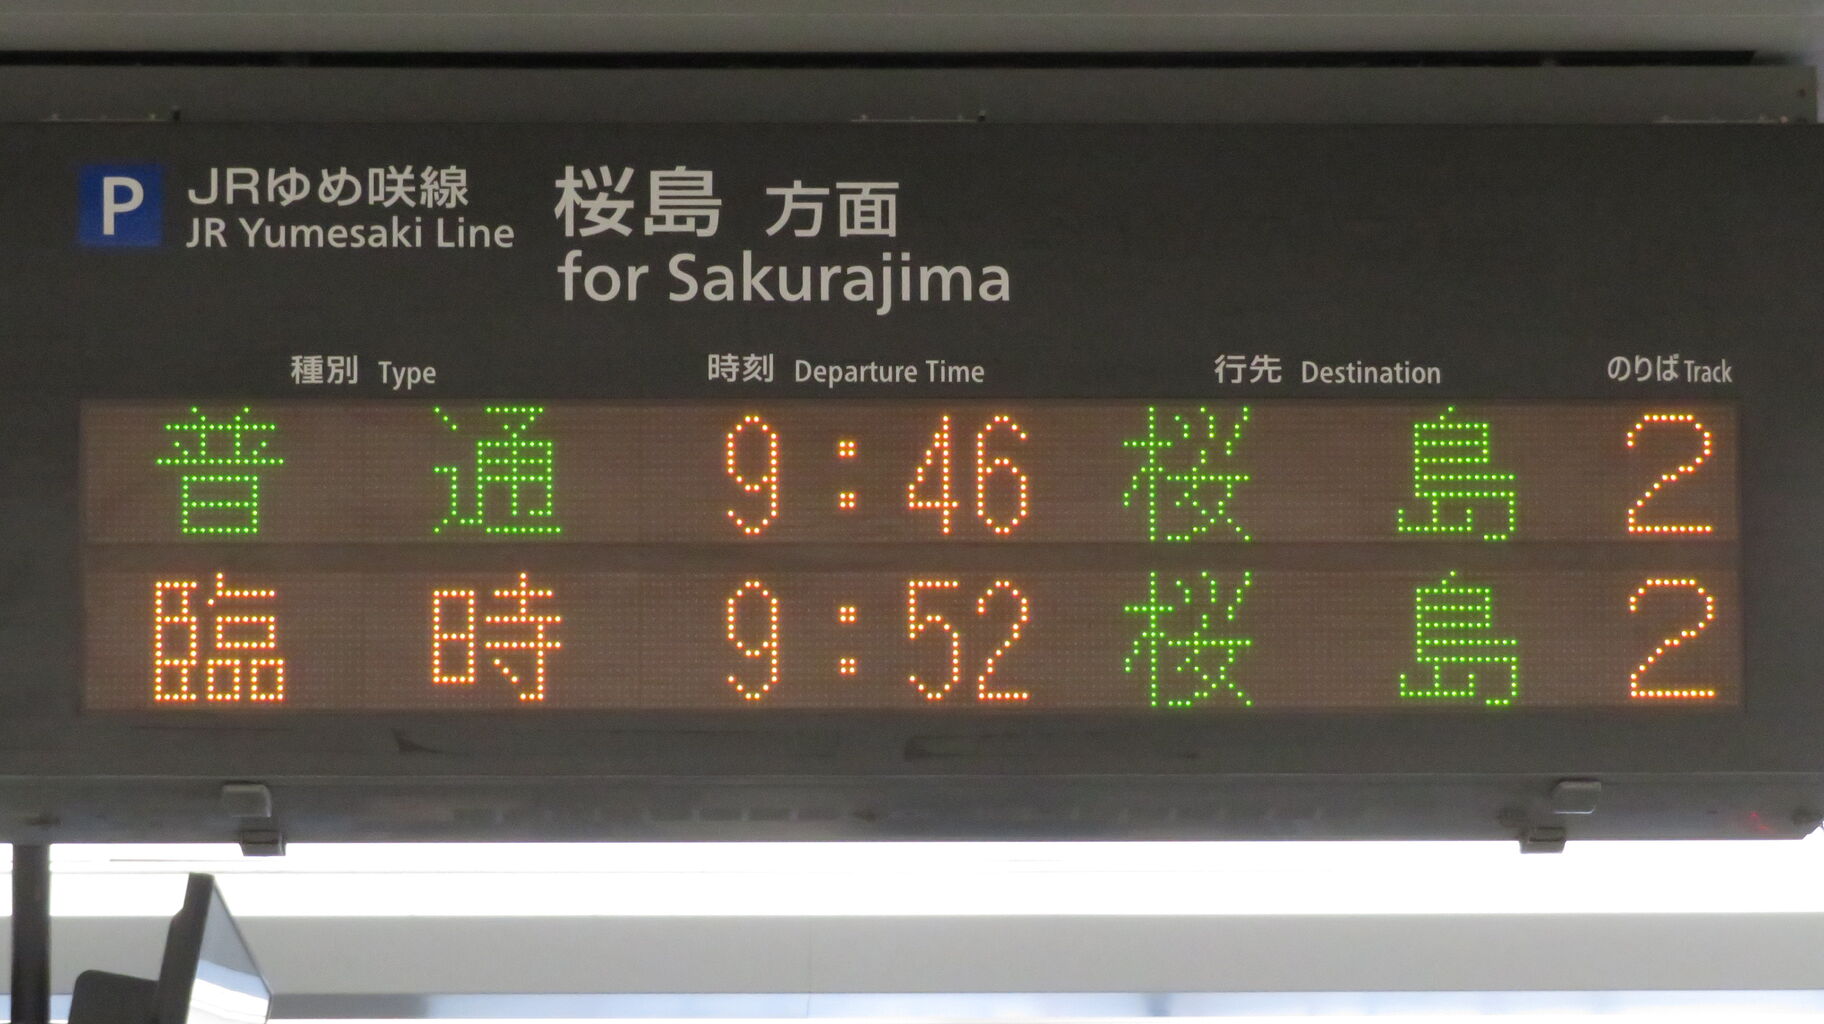 P JRゆめ咲線 桜島 方面
JR Yumesaki Line for Sakurajima
種別 Type 時刻 Departure Time 行先 Destination のりば Track
普通 9:46 桜島 2
臨時 9:52 桜島 2